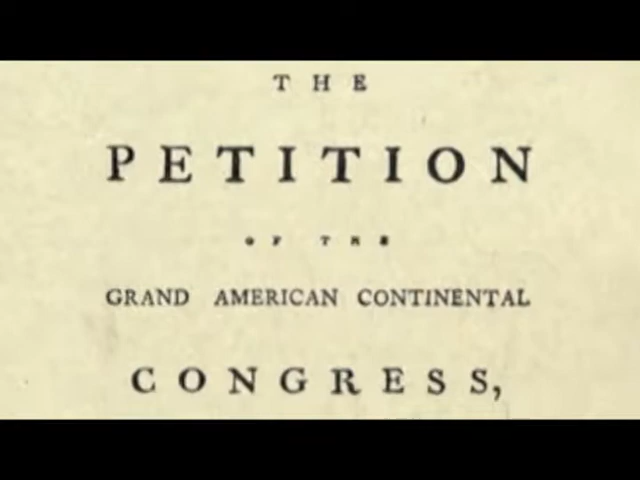 THE
PETITION
OF THE
GRAND AMERICAN CONTINENTAL
CONGRESS,